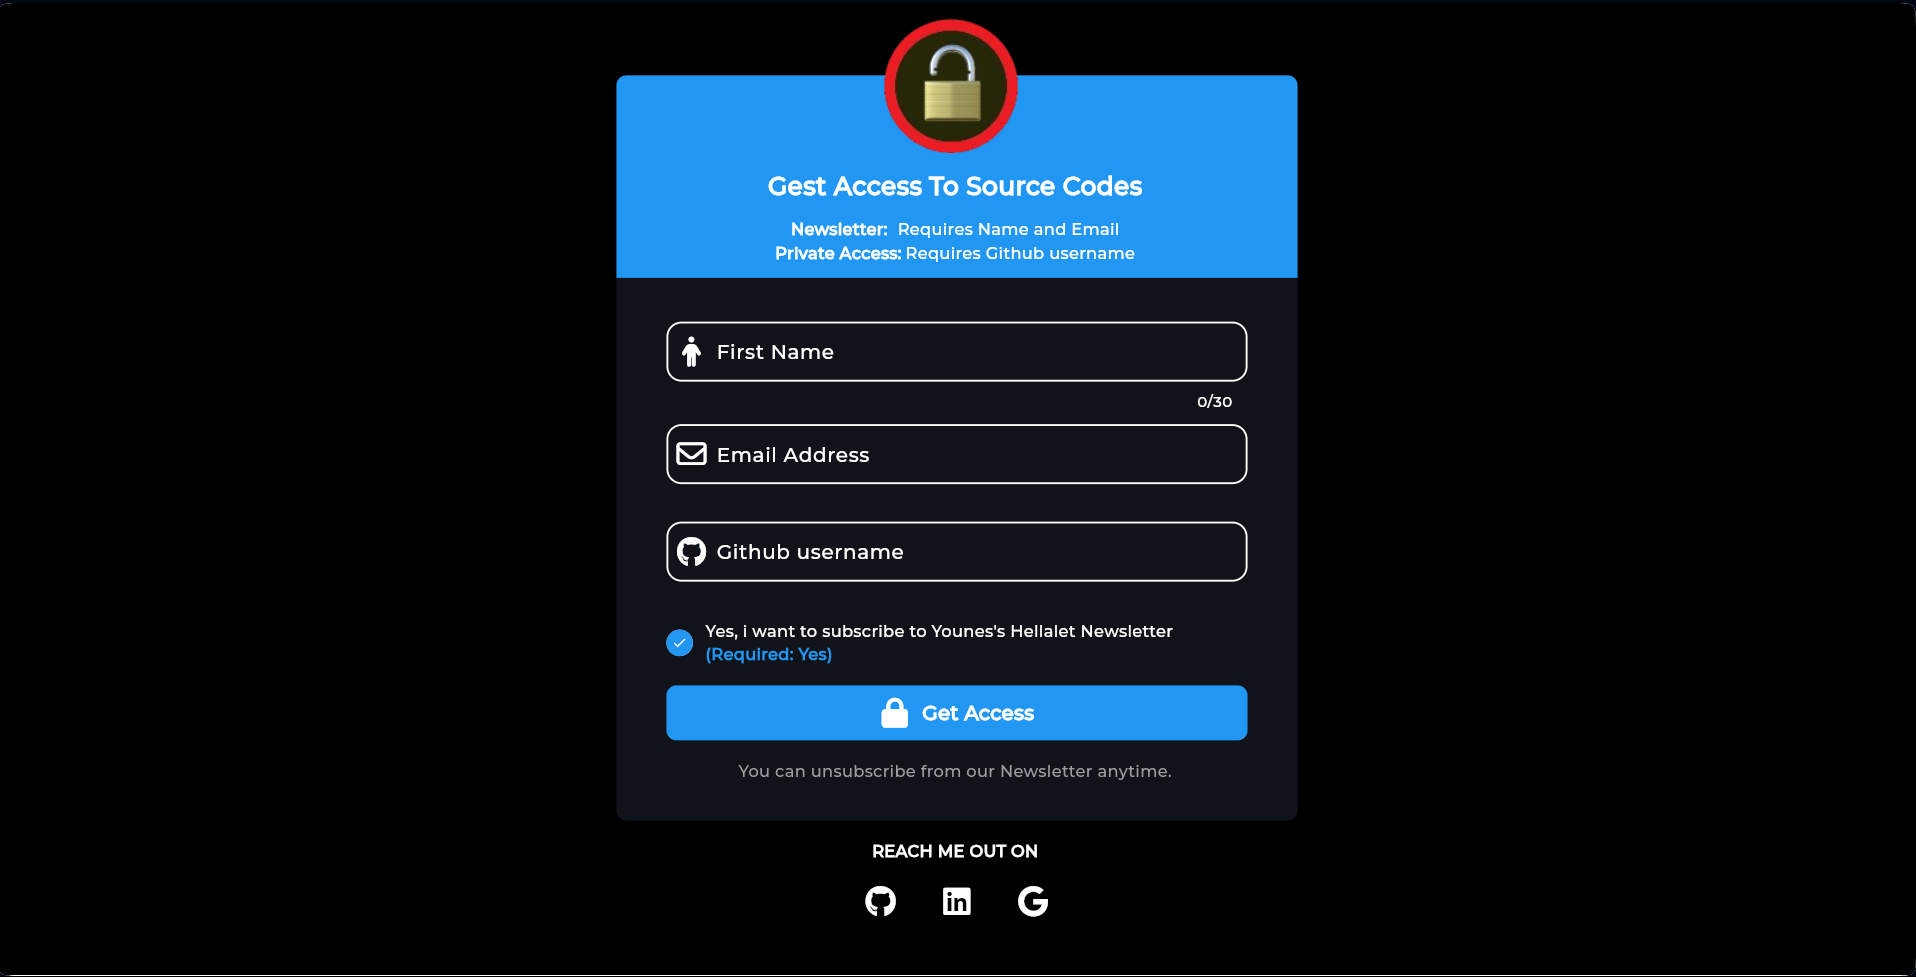 Gest Access To Source Codes
Newsletter: Requires Name and Email
Private Access: Requires Github username
First Name
0/30
Email Address
Github username
Yes, i want to subscribe to Younes's Hellalet Newsletter
(Required: Yes)
Get Access
You can unsubscribe from our Newsletter anytime.
REACH ME OUT ON